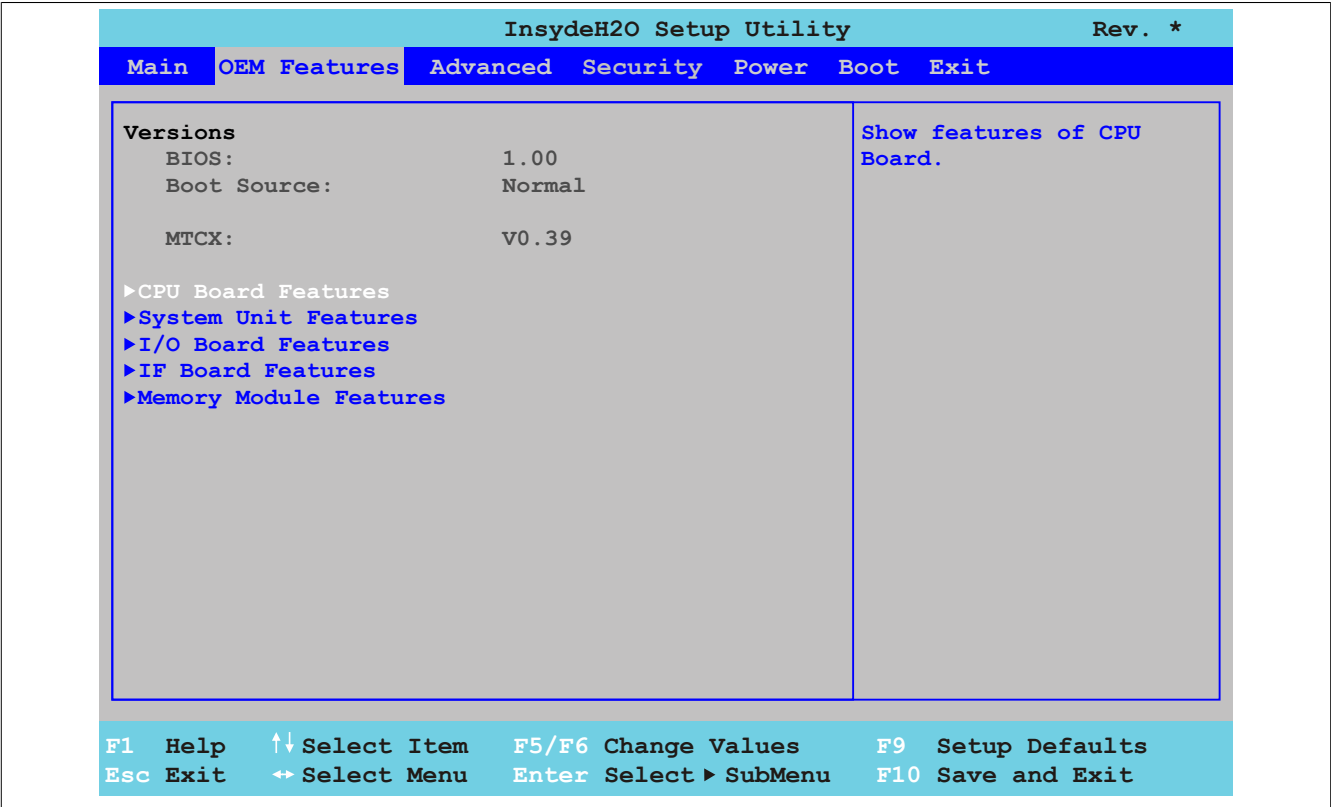 InsydeH2O Setup Utility Rev. *
Main OEM Features Advanced Security Power Boot Exit
Versions
BIOS: 1.00
Boot Source: Normal
MTCX: V0.39
▶CPU Board Features
▶System Unit Features
▶I/O Board Features
▶IF Board Features
▶Memory Module Features
Show features of CPU
Board.
F1 Help ↑↓ Select Item F5/F6 Change Values F9 Setup Defaults
Esc Exit ↔ Select Menu Enter Select ▶ SubMenu F10 Save and Exit